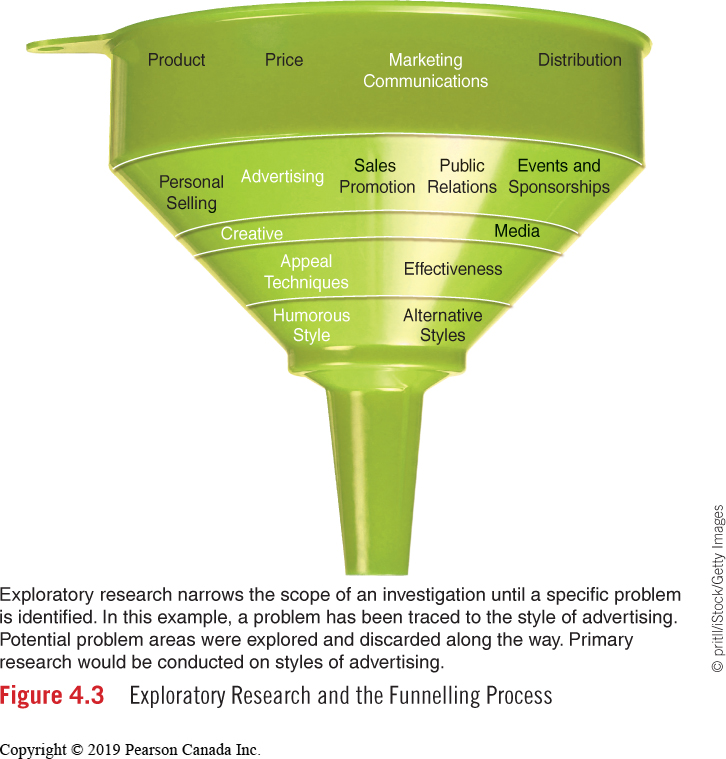 Product Price Marketing Distribution
Communications
Personal Selling Advertising Sales Promotion Public Relations Events and Sponsorships
Creative Media
Appeal Techniques Effectiveness
Humorous Style Alternative Styles
© pritll/iStock/Getty Images
Exploratory research narrows the scope of an investigation until a specific problem
is identified. In this example, a problem has been traced to the style of advertising.
Potential problem areas were explored and discarded along the way. Primary
research would be conducted on styles of advertising.
Figure 4.3 Exploratory Research and the Funnelling Process
Copyright © 2019 Pearson Canada Inc.